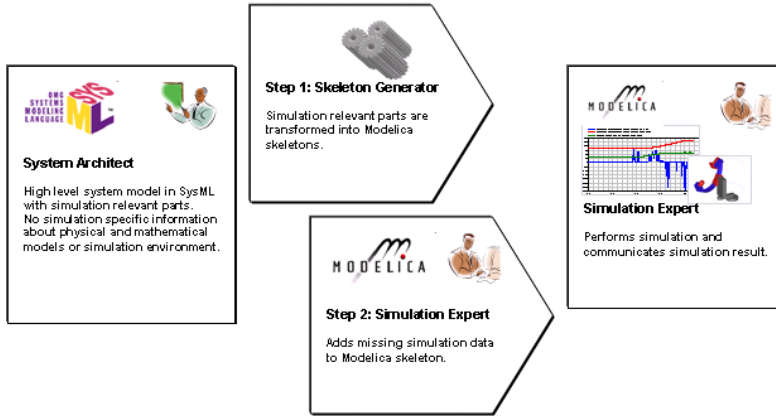 OMG
SYSTEMS
MODELING
LANGUAGE
SYS
ML
TM
System Architect
High level system model in SysML
with simulation relevant parts.
No simulation specific information
about physical and mathematical
models or simulation environment.
Step 1: Skeleton Generator
Simulation relevant parts are
transformed into Modelica
skeletons.
MODELICA
Step 2: Simulation Expert
Adds missing simulation data
to Modelica skeleton.
MODELICA
Simulation Expert
Performs simulation and
communicates simulation result.